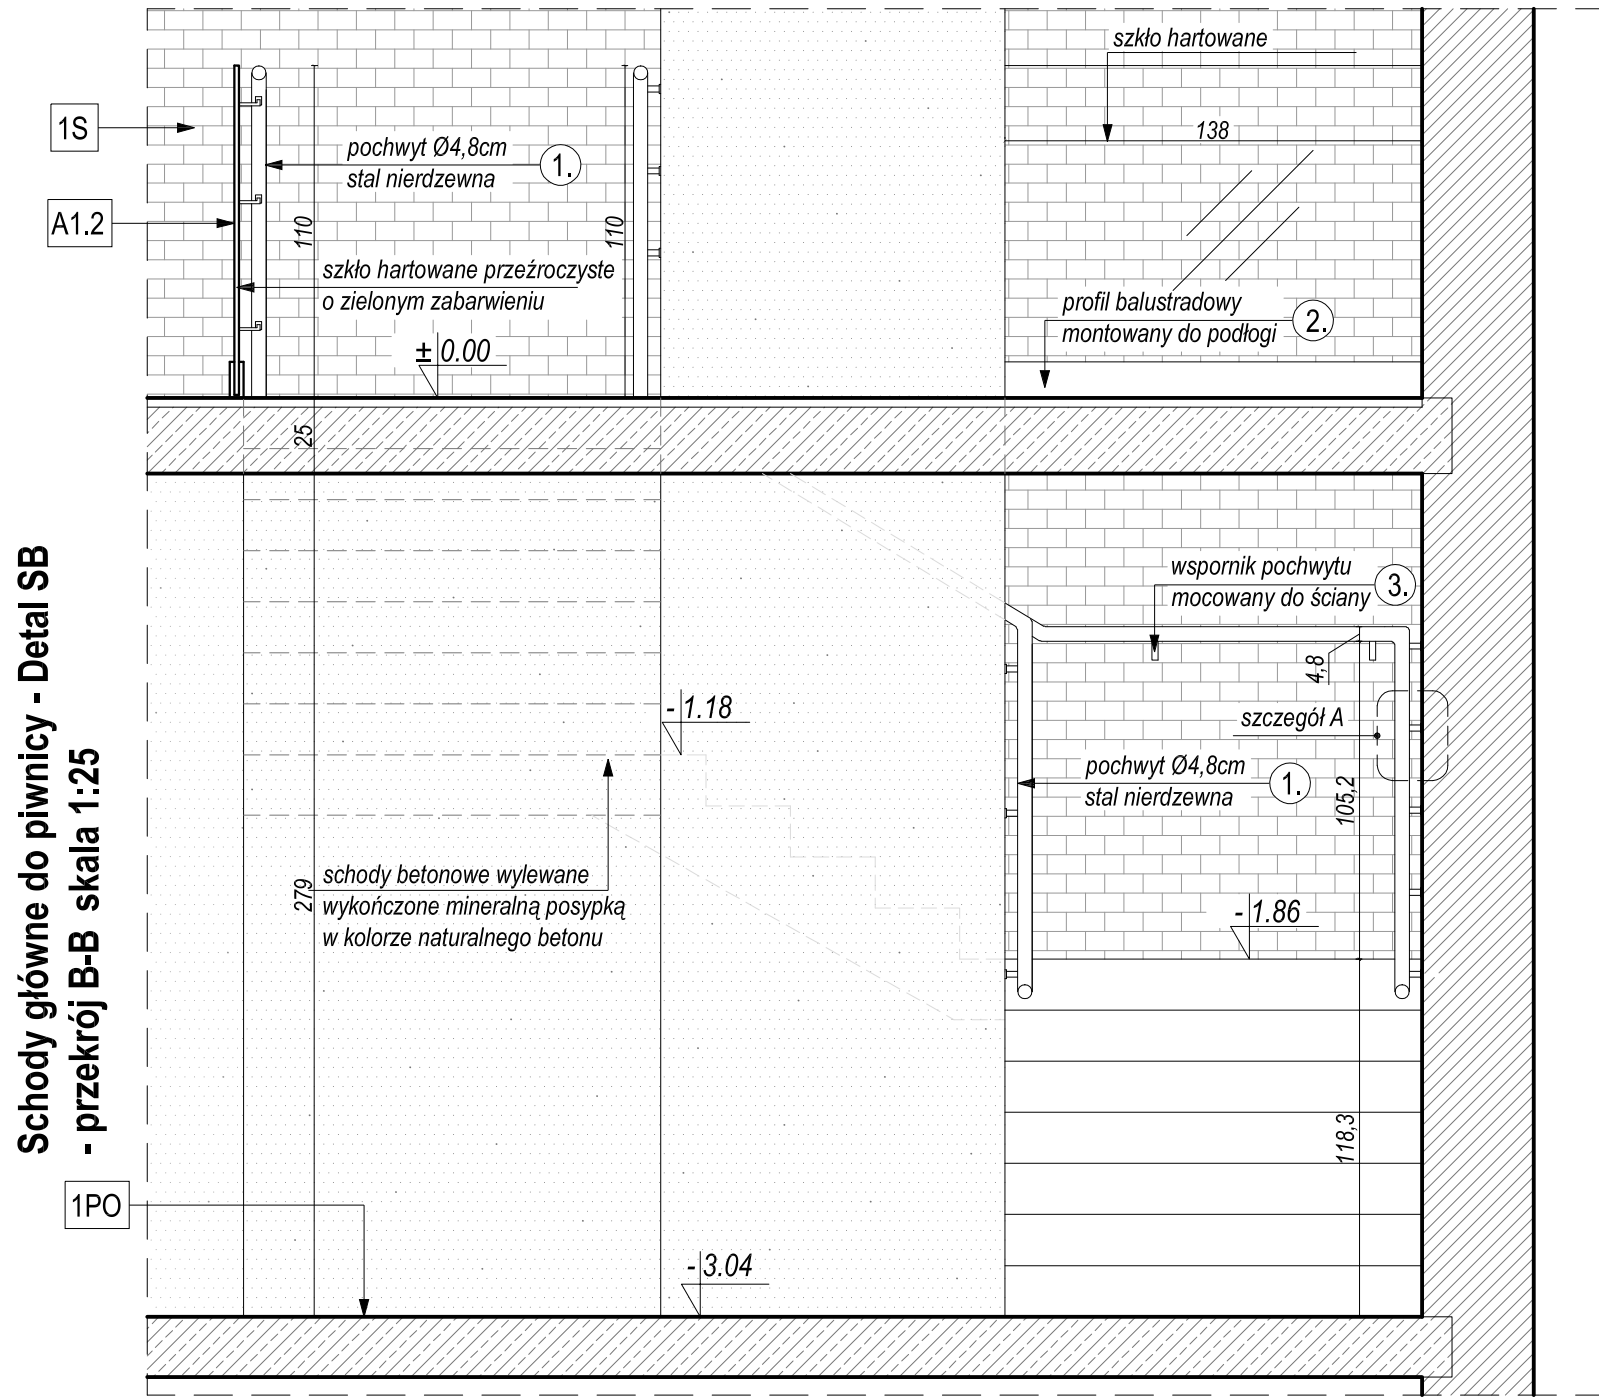 szkło hartowane
1S
138
pochwyt Ø4,8cm
stal nierdzewna
1.
A1.2
110
110
szkło hartowane przeźroczyste
o zielonym zabarwieniu
profil balustradowy
montowany do podłogi
2.
± 0.00
25
Schody główne do piwnicy - Detal SB
- przekrój B-B skala 1:25
wspornik pochwytu
mocowany do ściany
3.
4,8
- 1.18
szczegół A
pochwyt Ø4,8cm
stal nierdzewna
1.
105,2
279
schody betonowe wylewane
wykończone mineralną posypką
w kolorze naturalnego betonu
- 1.86
118,3
1PO
- 3.04